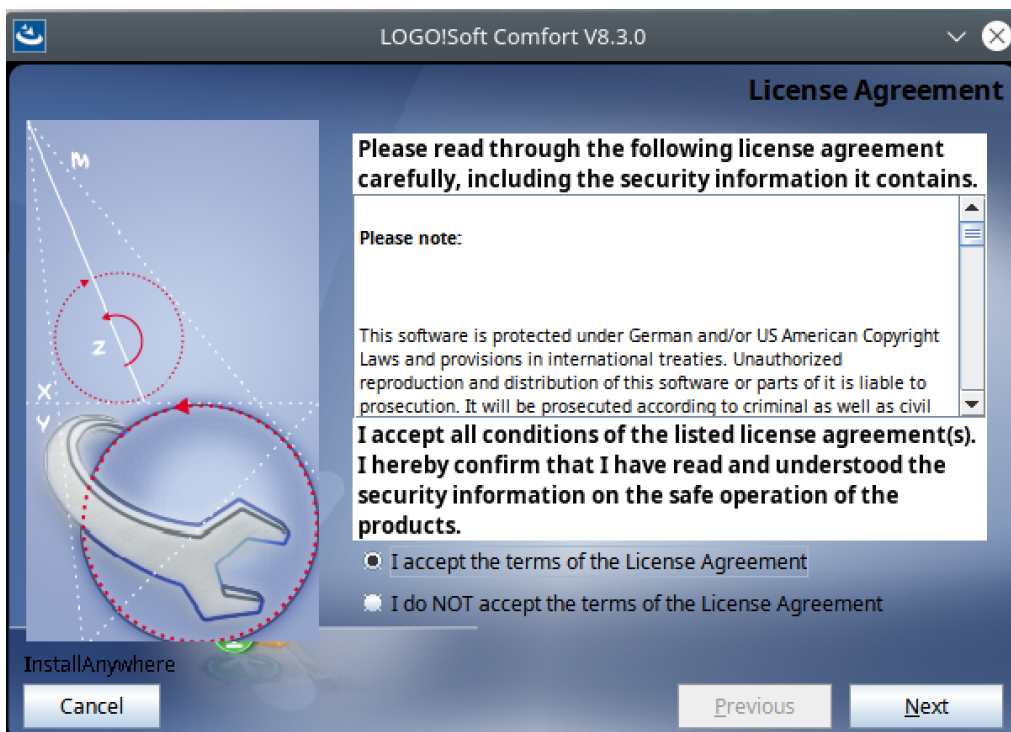 LOGO!Soft Comfort V8.3.0
License Agreement
M
Z
X
Y
Please read through the following license agreement
carefully, including the security information it contains.
Please note:
This software is protected under German and/or US American Copyright
Laws and provisions in international treaties. Unauthorized
reproduction and distribution of this software or parts of it is liable to
prosecution. It will be prosecuted according to criminal as well as civil
I accept all conditions of the listed license agreement(s).
I hereby confirm that I have read and understood the
security information on the safe operation of the
products.
I accept the terms of the License Agreement
I do NOT accept the terms of the License Agreement
InstallAnywhere
Cancel
Previous
Next